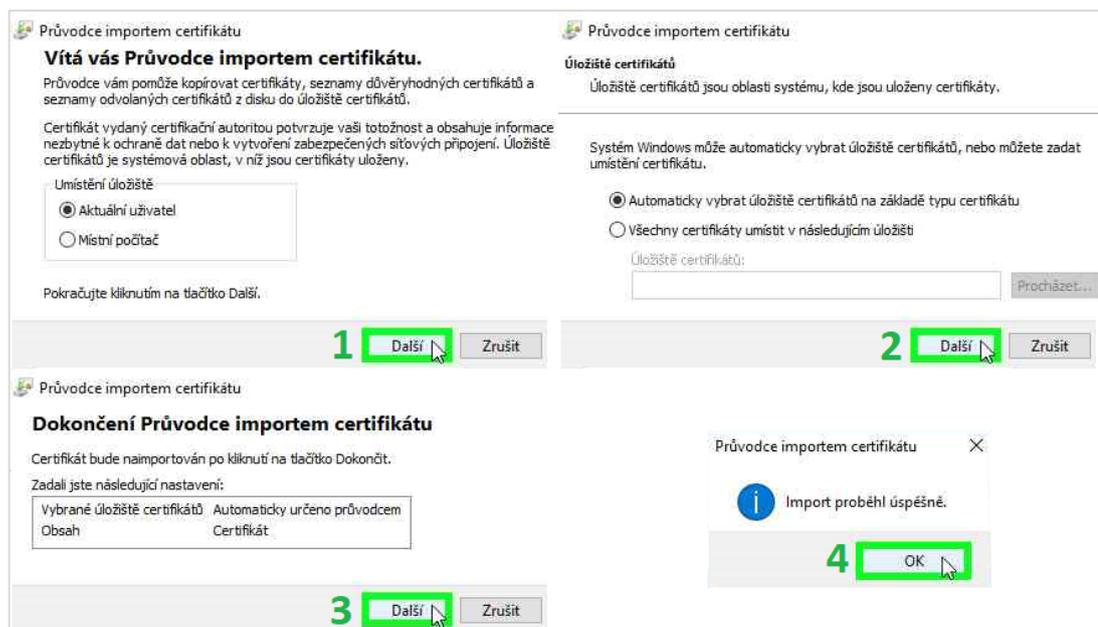 Průvodce importem certifikátu
Vítá vás Průvodce importem certifikátu.
Průvodce vám pomůže kopírovat certifikáty, seznamy důvěryhodných certifikátů a
seznamy odvolaných certifikátů z disku do úložiště certifikátů.
Certifikát vydaný certifikační autoritou potvrzuje vaši totožnost a obsahuje informace
nezbytné k ochraně dat nebo k vytvoření zabezpečených síťových připojení. Úložiště
certifikátů je systémová oblast, v níž jsou certifikáty uloženy.
Umístění úložiště
Aktuální uživatel
Místní počítač
Pokračujte kliknutím na tlačítko Další.
1 Další Zrušit
Průvodce importem certifikátu
Úložiště certifikátů
Úložiště certifikátů jsou oblasti systému, kde jsou uloženy certifikáty.
Systém Windows může automaticky vybrat úložiště certifikátů, nebo můžete zadat
umístění certifikátu.
Automaticky vybrat úložiště certifikátů na základě typu certifikátu
Všechny certifikáty umístit v následujícím úložišti
Úložiště certifikátů:
Procházet...
2 Další Zrušit
Průvodce importem certifikátu
Dokončení Průvodce importem certifikátu
Certifikát bude naimportován po kliknutí na tlačítko Dokončit.
Zadali jste následující nastavení:
Vybrané úložiště certifikátů Automaticky určeno průvodcem
Obsah Certifikát
3 Další Zrušit
Průvodce importem certifikátu
Import proběhl úspěšně.
4 OK